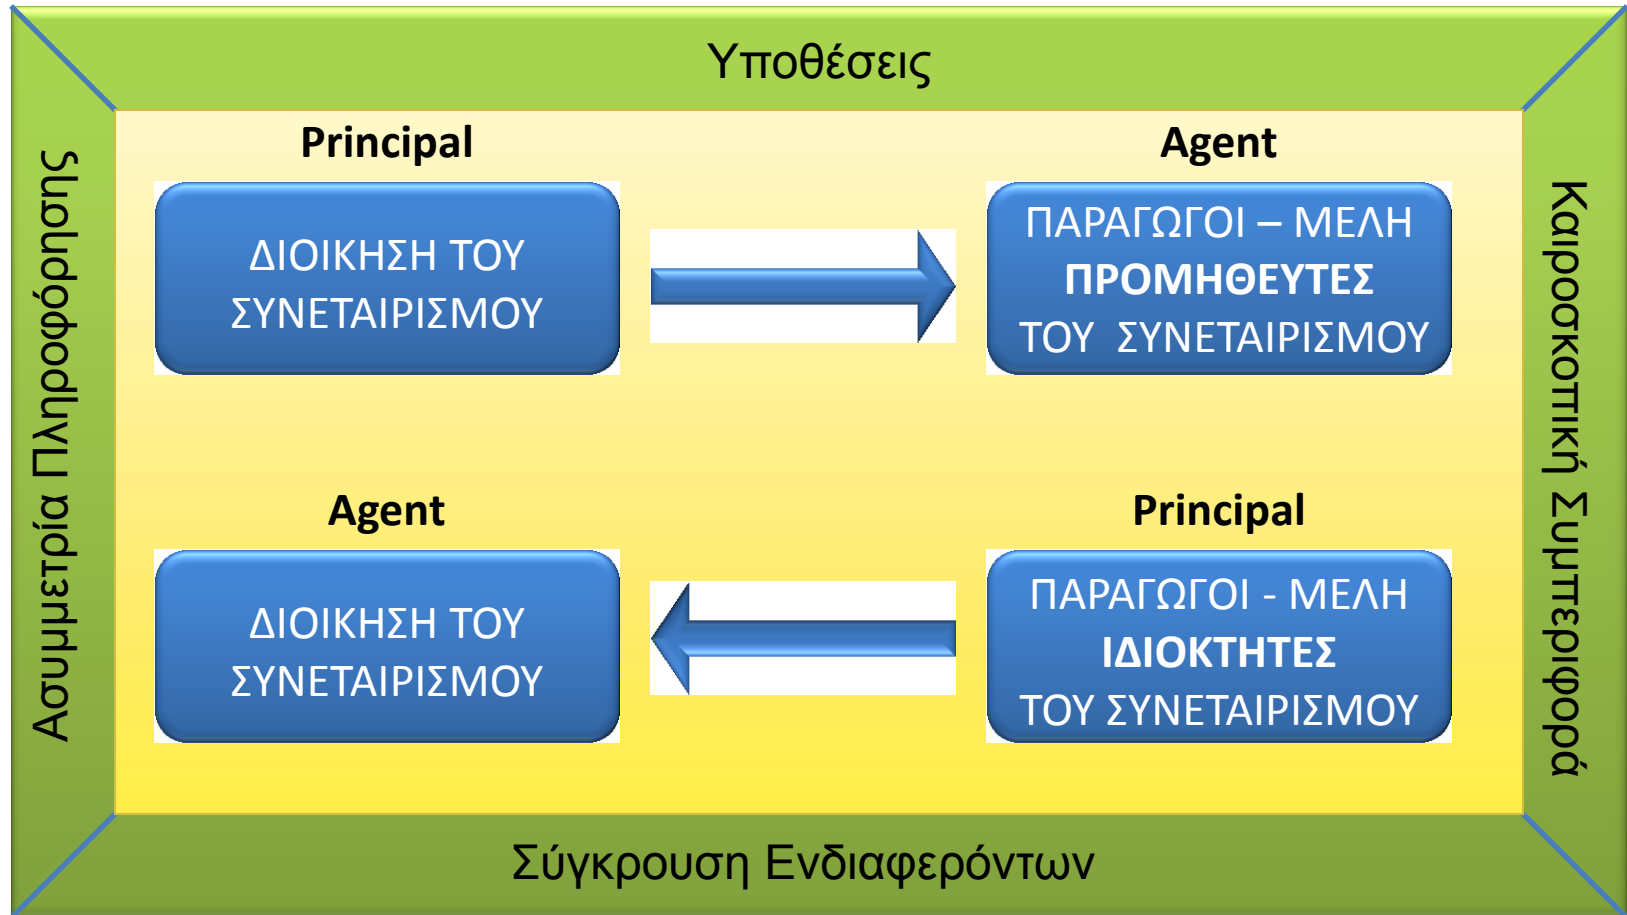 Υποθέσεις
Ασυμμετρία Πληροφόρησης
Principal
ΔΙΟΙΚΗΣΗ ΤΟΥ
ΣΥΝΕΤΑΙΡΙΣΜΟΥ
Agent
ΠΑΡΑΓΩΓΟΙ – ΜΕΛΗ
ΠΡΟΜΗΘΕΥΤΕΣ
ΤΟΥ ΣΥΝΕΤΑΙΡΙΣΜΟΥ
Agent
ΔΙΟΙΚΗΣΗ ΤΟΥ
ΣΥΝΕΤΑΙΡΙΣΜΟΥ
Principal
ΠΑΡΑΓΩΓΟΙ - ΜΕΛΗ
ΙΔΙΟΚΤΗΤΕΣ
ΤΟΥ ΣΥΝΕΤΑΙΡΙΣΜΟΥ
Καιροσκοπική Συμπεριφορά
Σύγκρουση Ενδιαφερόντων